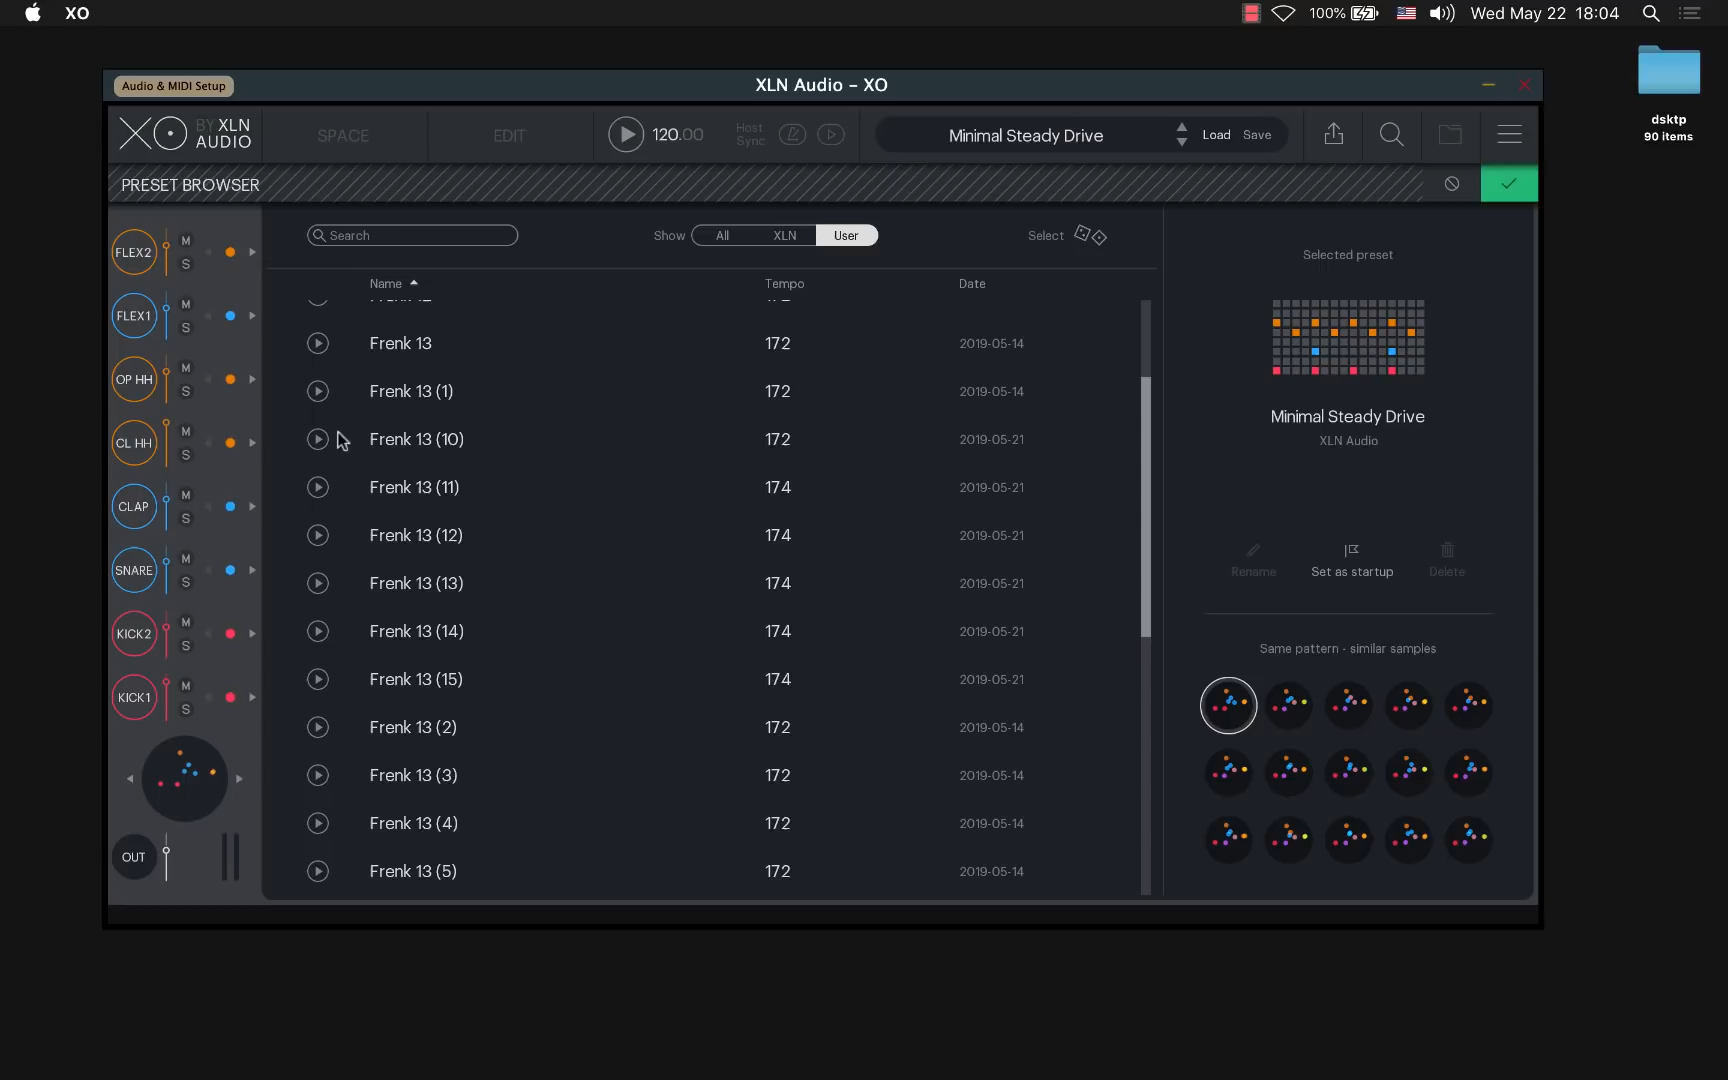 XO
100%
Wed May 22 18:04
Audio & MIDI Setup
XLN Audio – XO
dsktp
90 items
XO BY XLN AUDIO
SPACE
EDIT
120.00
Host Sync
Minimal Steady Drive
Load
Save
PRESET BROWSER
Search
Show
All
XLN
User
Select
Name
Tempo
Date
Frenk 13
172
2019-05-14
Frenk 13 (1)
172
2019-05-14
Frenk 13 (10)
172
2019-05-21
Frenk 13 (11)
174
2019-05-21
Frenk 13 (12)
174
2019-05-21
Frenk 13 (13)
174
2019-05-21
Frenk 13 (14)
174
2019-05-21
Frenk 13 (15)
174
2019-05-21
Frenk 13 (2)
172
2019-05-14
Frenk 13 (3)
172
2019-05-14
Frenk 13 (4)
172
2019-05-14
Frenk 13 (5)
172
2019-05-14
FLEX2
M
S
FLEX1
M
S
OP HH
M
S
CL HH
M
S
CLAP
M
S
SNARE
M
S
KICK2
M
S
KICK1
M
S
OUT
Selected preset
Minimal Steady Drive
XLN Audio
Rename
Set as startup
Delete
Same pattern - similar samples